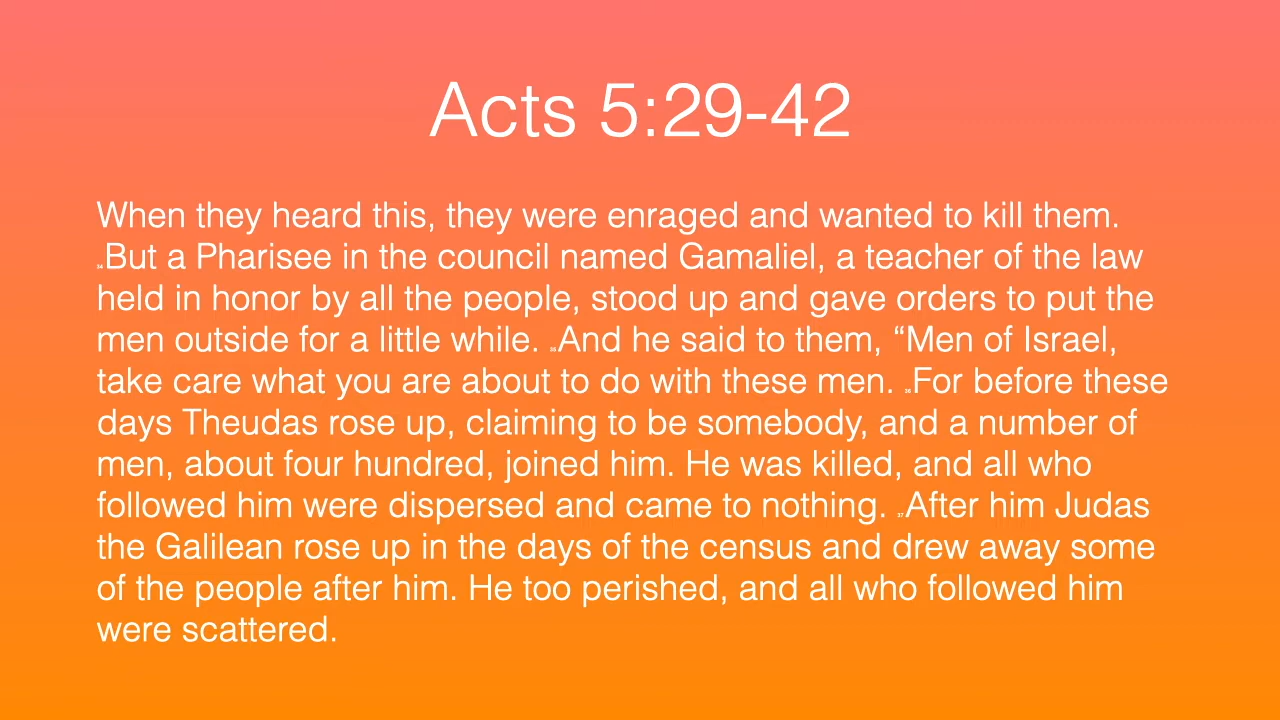 Acts 5:29-42
When they heard this, they were enraged and wanted to kill them.
But a Pharisee in the council named Gamaliel, a teacher of the law
held in honor by all the people, stood up and gave orders to put the
men outside for a little while. And he said to them, “Men of Israel,
take care what you are about to do with these men. For before these
days Theudas rose up, claiming to be somebody, and a number of
men, about four hundred, joined him. He was killed, and all who
followed him were dispersed and came to nothing. After him Judas
the Galilean rose up in the days of the census and drew away some
of the people after him. He too perished, and all who followed him
were scattered.